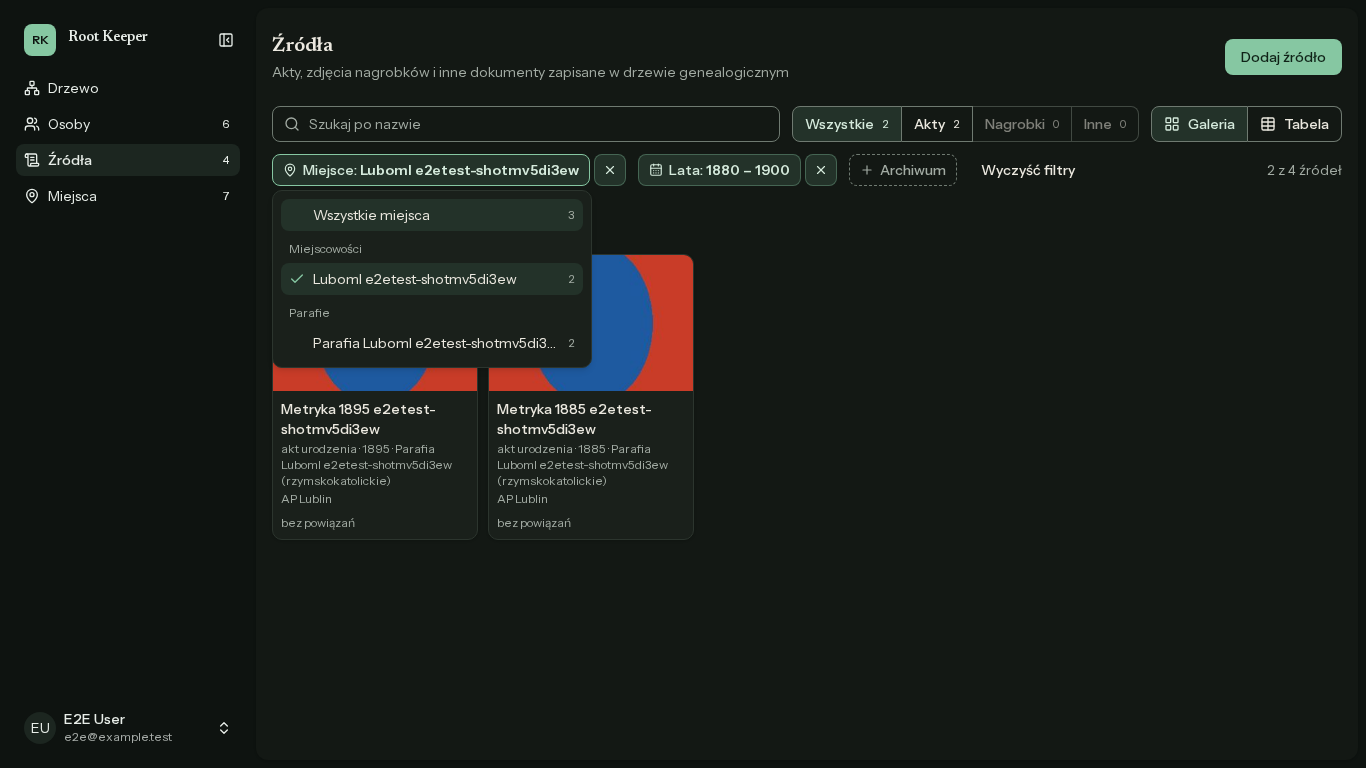 RK
Root Keeper
Drzewo
Osoby 6
Źródła 4
Miejsca 7
Źródła
Akty, zdjęcia nagrobków i inne dokumenty zapisane w drzewie genealogicznym
Dodaj źródło
Szukaj po nazwie
Wszystkie 2
Akty 2
Nagrobki 0
Inne 0
Galeria
Tabela
Miejsce: Luboml e2etest-shotmv5di3ew
Lata: 1880 – 1900
Archiwum
Wyczyść filtry
2 z 4 źródeł
Wszystkie miejsca 3
Miejscowości
Luboml e2etest-shotmv5di3ew 2
Parafie
Parafia Luboml e2etest-shotmv5di3... 2
Metryka 1895 e2etest-
shotmv5di3ew
akt urodzenia · 1895 · Parafia
Luboml e2etest-shotmv5di3ew
(rzymskokatolickie)
AP Lublin
bez powiązań
Metryka 1885 e2etest-
shotmv5di3ew
akt urodzenia · 1885 · Parafia
Luboml e2etest-shotmv5di3ew
(rzymskokatolickie)
AP Lublin
bez powiązań
EU
E2E User
e2e@example.test